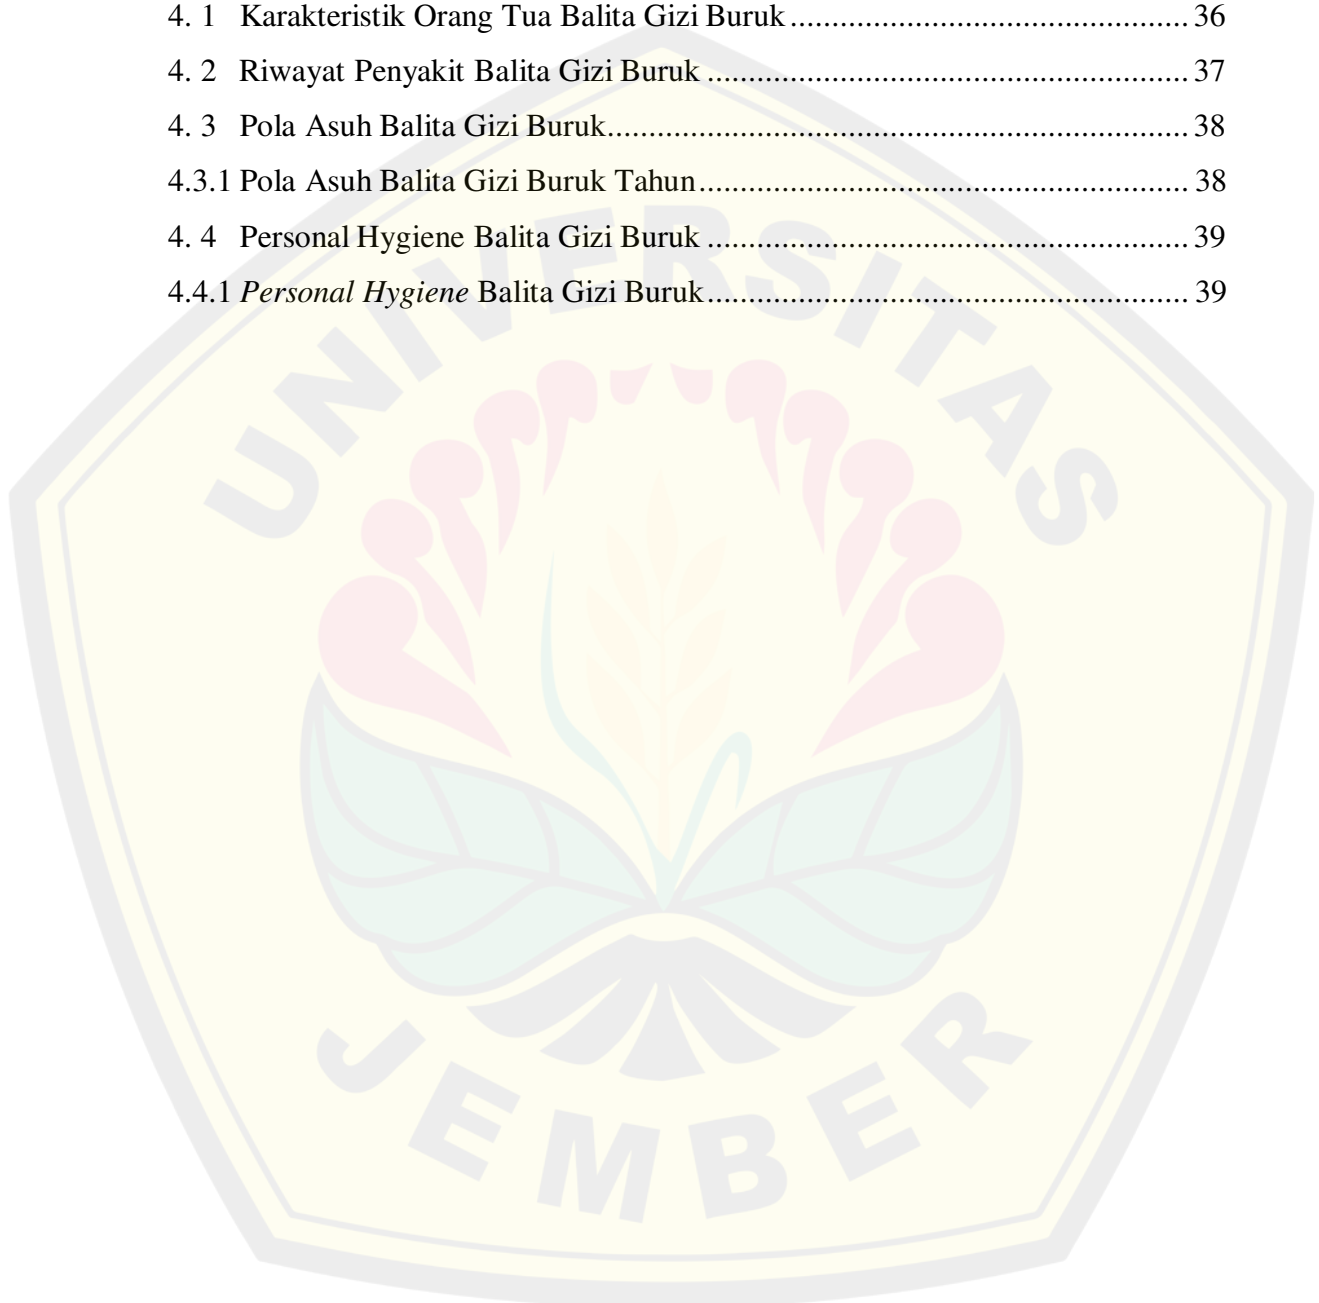 4. 1 Karakteristik Orang Tua Balita Gizi Buruk ................................................ 36
4. 2 Riwayat Penyakit Balita Gizi Buruk .......................................................... 37
4. 3 Pola Asuh Balita Gizi Buruk...................................................................... 38
4.3.1 Pola Asuh Balita Gizi Buruk Tahun........................................................... 38
4. 4 Personal Hygiene Balita Gizi Buruk .......................................................... 39
4.4.1 Personal Hygiene Balita Gizi Buruk.......................................................... 39
UNIVERSITAS
JEMBER